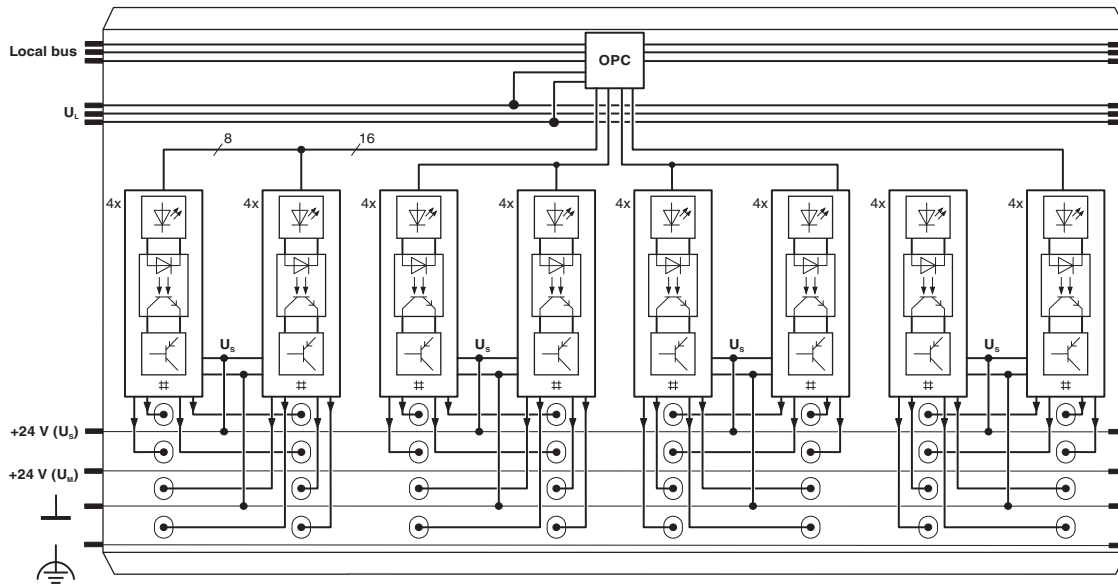 Local bus
OPC
U_L
8
16
4x
4x
4x
4x
4x
4x
4x
4x
U_S
U_S
U_S
U_S
#
#
#
#
#
#
#
#
+24 V (U_S)
+24 V (U_M)